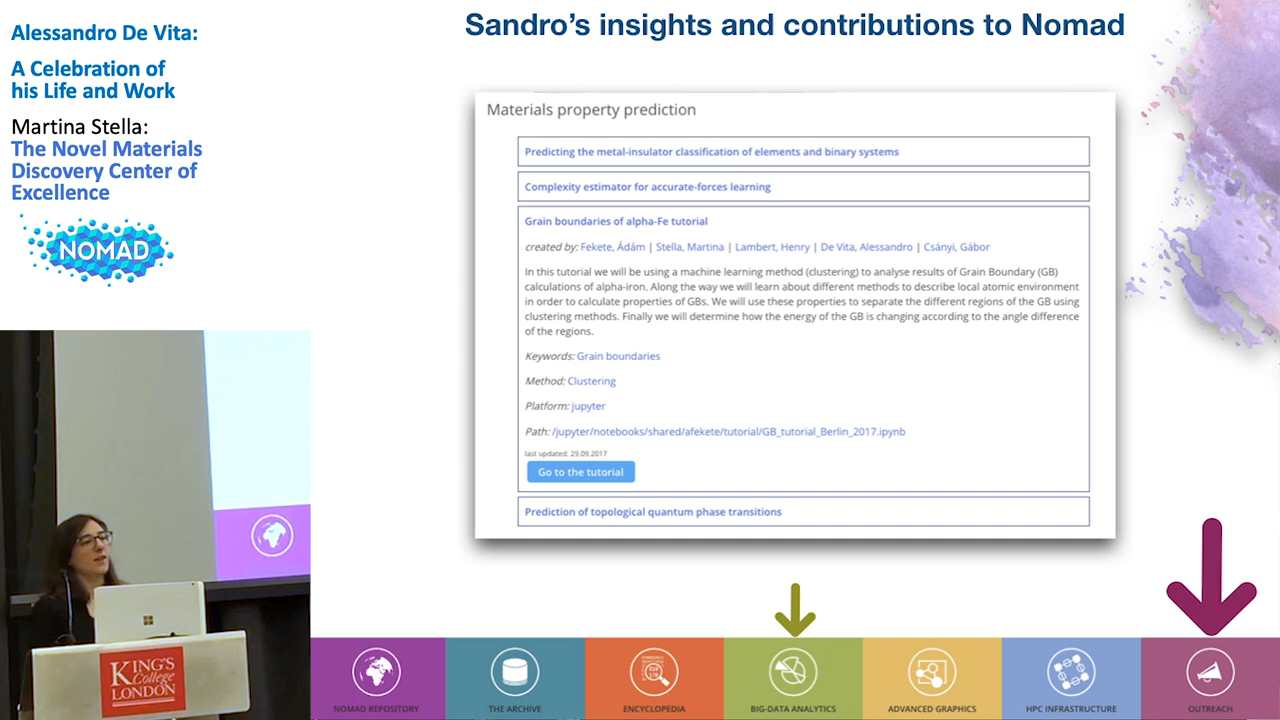 Alessandro De Vita:
A Celebration of
his Life and Work
Martina Stella:
The Novel Materials
Discovery Center of
Excellence
NOMAD
KING'S
College
LONDON
Sandro's insights and contributions to Nomad
Materials property prediction
Predicting the metal-insulator classification of elements and binary systems
Complexity estimator for accurate-forces learning
Grain boundaries of alpha-Fe tutorial
created by: Fekete, Ádám | Stella, Martina | Lambert, Henry | De Vita, Alessandro | Csányi, Gábor
In this tutorial we will be using a machine learning method (clustering) to analyse results of Grain Boundary (GB)
calculations of alpha-iron. Along the way we will learn about different methods to describe local atomic environment
in order to calculate properties of GBs. We will use these properties to separate the different regions of the GB using
clustering methods. Finally we will determine how the energy of the GB is changing according to the angle difference
of the regions.
Keywords: Grain boundaries
Method: Clustering
Platform: jupyter
Path: /jupyter/notebooks/shared/afekete/tutorial/GB_tutorial_Berlin_2017.ipynb
last updated: 29.09.2017
Go to the tutorial
Prediction of topological quantum phase transitions
NOMAD REPOSITORY
THE ARCHIVE
ENCYCLOPEDIA
BIG-DATA ANALYTICS
ADVANCED GRAPHICS
HPC INFRASTRUCTURE
OUTREACH